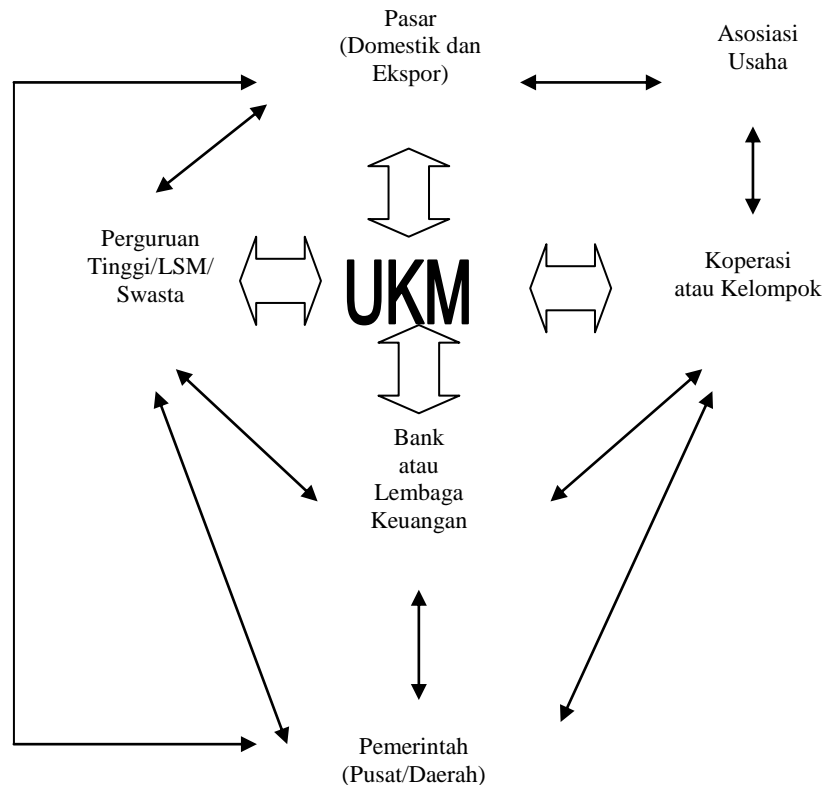 Pasar
(Domestik dan
Ekspor)
Asosiasi
Usaha
Perguruan
Tinggi/LSM/
Swasta
UKM
Koperasi
atau Kelompok
Bank
atau
Lembaga
Keuangan
Pemerintah
(Pusat/Daerah)